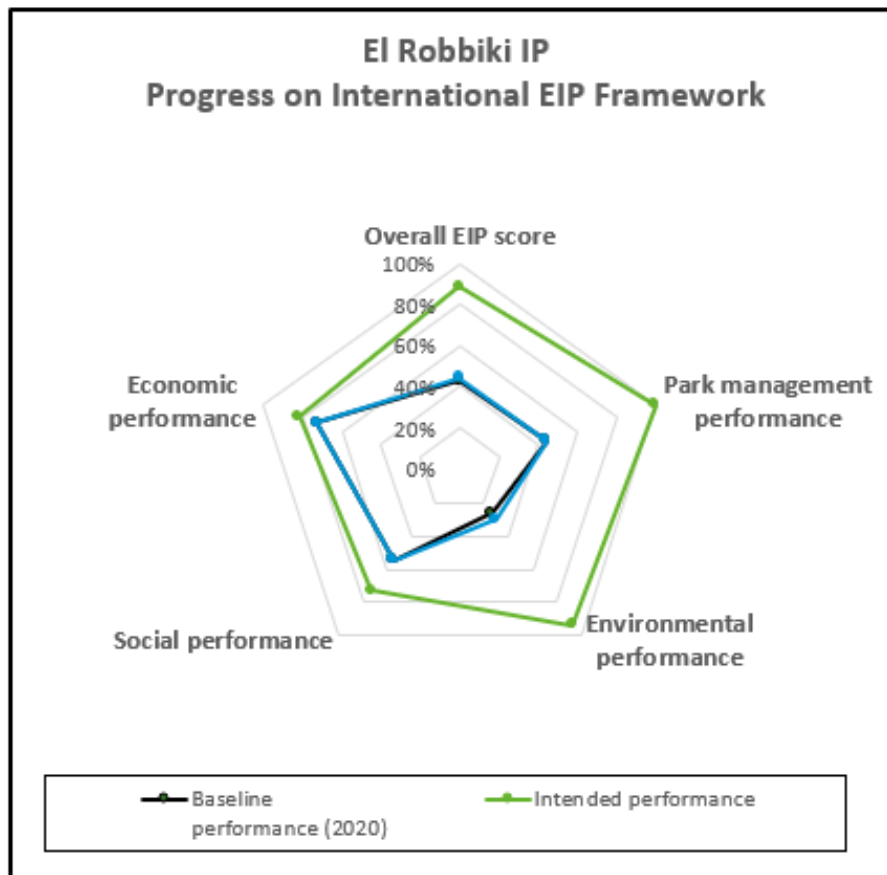 El Robbiki IP
Progress on International EIP Framework
Overall EIP score
100%
80%
60%
40%
20%
0%
Park management
performance
Environmental
performance
Social performance
Economic
performance
Baseline
performance (2020)
Intended performance